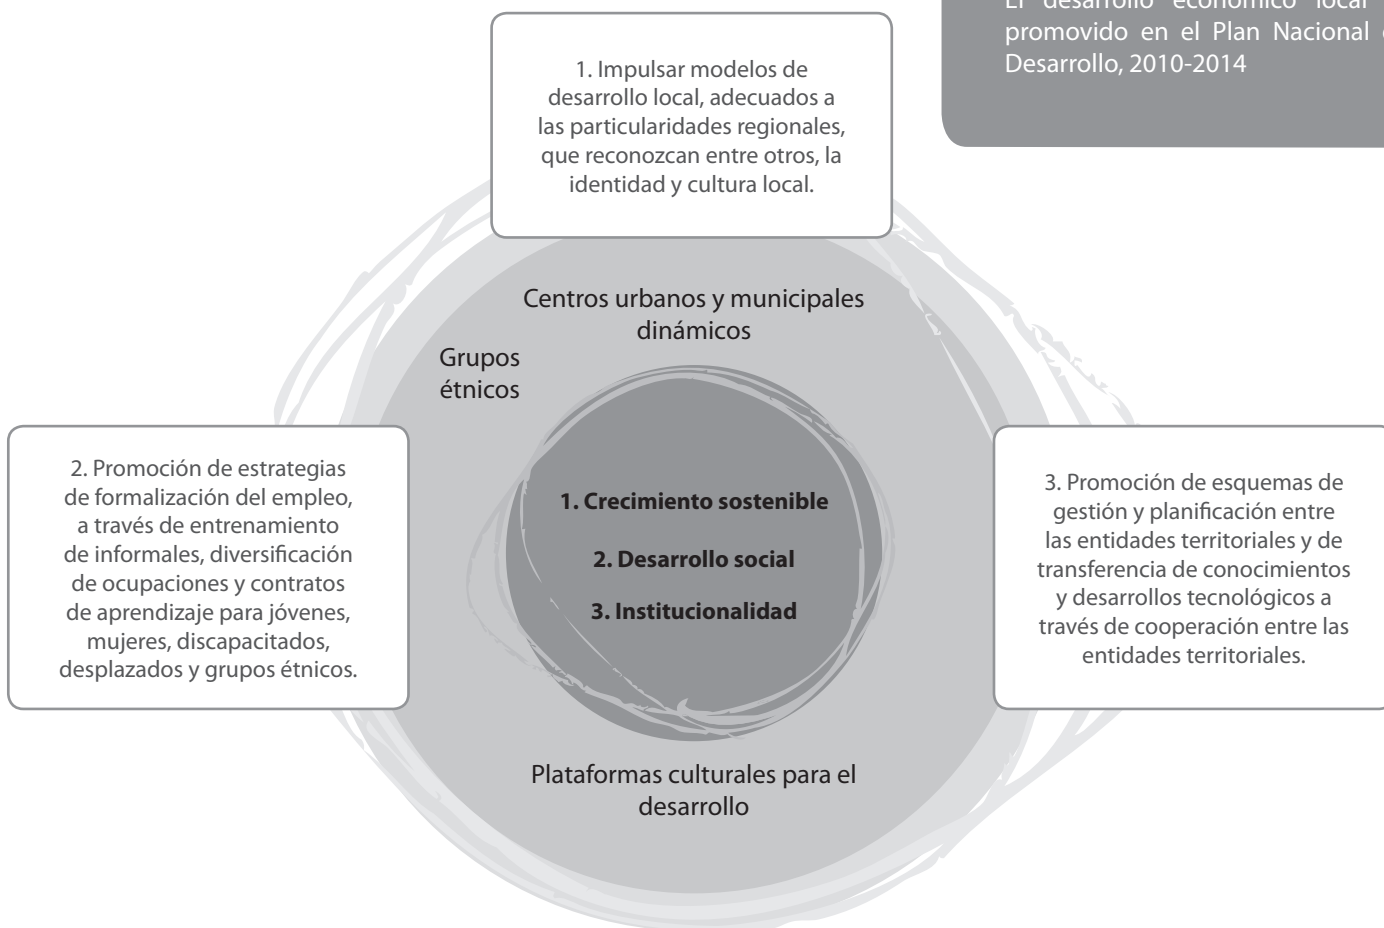 El desarrollo económico local
promovido en el Plan Nacional
Desarrollo, 2010-2014
1. Impulsar modelos de
desarrollo local, adecuados a
las particularidades regionales,
que reconozcan entre otros, la
identidad y cultura local.
Centros urbanos y municipales
dinámicos
Grupos
étnicos
2. Promoción de estrategias
de formalización del empleo,
a través de entrenamiento
de informales, diversificación
de ocupaciones y contratos
de aprendizaje para jóvenes,
mujeres, discapacitados,
desplazados y grupos étnicos.
1. Crecimiento sostenible
2. Desarrollo social
3. Institucionalidad
3. Promoción de esquemas de
gestión y planificación entre
las entidades territoriales y de
transferencia de conocimientos
y desarrollos tecnológicos a
través de cooperación entre las
entidades territoriales.
Plataformas culturales para el
desarrollo